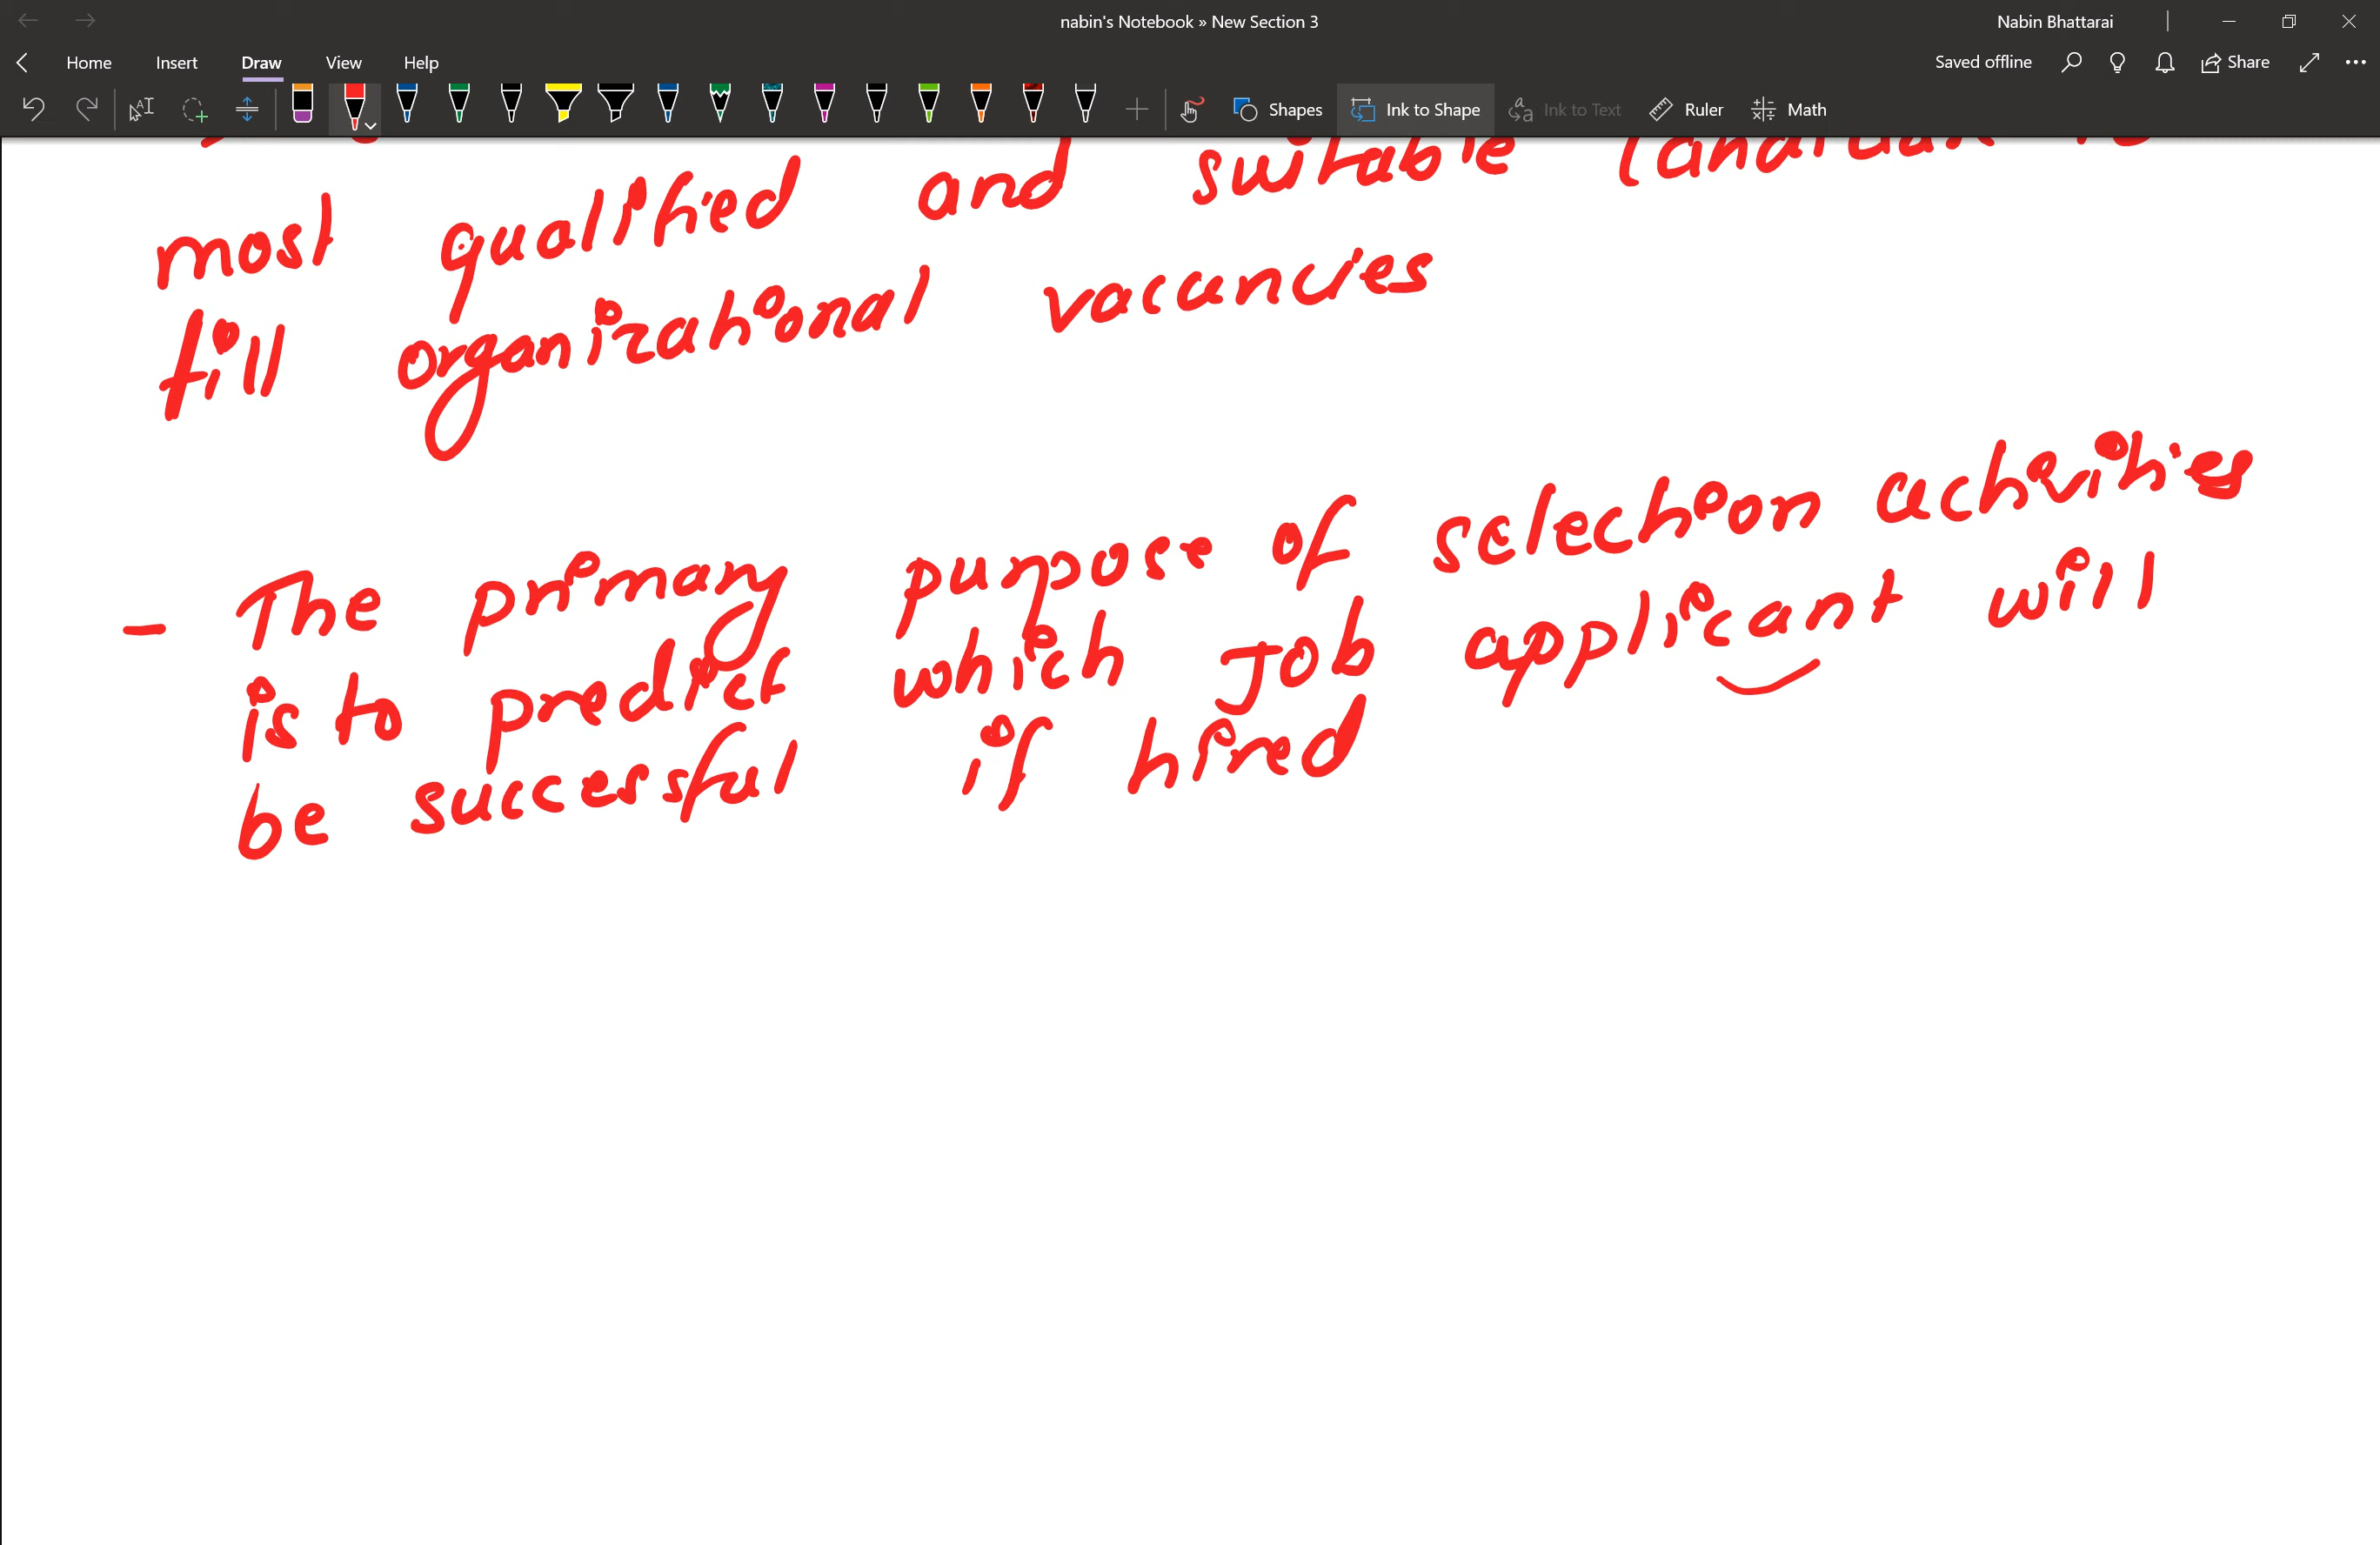 nabin's Notebook » New Section 3
Nabin Bhattarai
Home Insert Draw View Help
Saved offline Share
Shapes Ink to Shape Ink to Text Ruler Math
most qualified and suitable
fill organizational vacancies
- The primary purpose of selection activities
is to predict which Job applicant will
be successful if hired